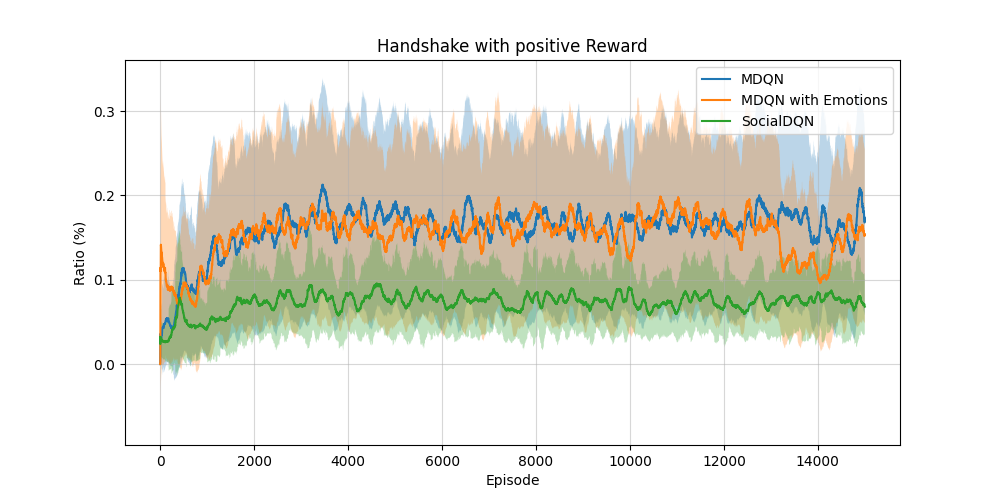 Handshake with positive Reward
MDQN
MDQN with Emotions
SocialDQN
Ratio (%)
0.3
0.2
0.1
0.0
0 2000 4000 6000 8000 10000 12000 14000
Episode